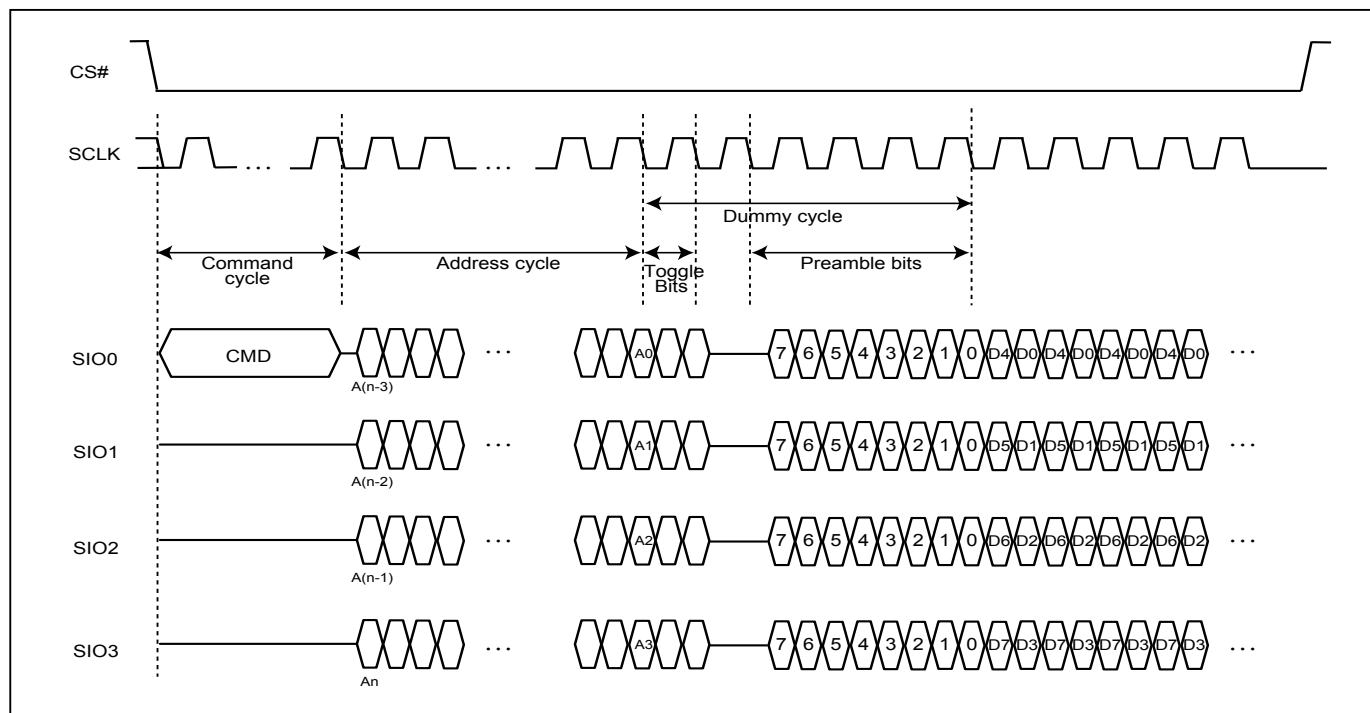 CS#
SCLK
...
...
Dummy cycle
Command
cycle
Address cycle
Toggle
Bits
Preamble bits
SIO0
CMD
...
A0
7 6 5 4 3 2 1 0 D4 D0 D4 D0 D4 D0 D4 D0
...
A(n-3)
SIO1
...
A1
7 6 5 4 3 2 1 0 D5 D1 D5 D1 D5 D1 D5 D1
...
A(n-2)
SIO2
...
A2
7 6 5 4 3 2 1 0 D6 D2 D6 D2 D6 D2 D6 D2
...
A(n-1)
SIO3
...
A3
7 6 5 4 3 2 1 0 D7 D3 D7 D3 D7 D3 D7 D3
...
An